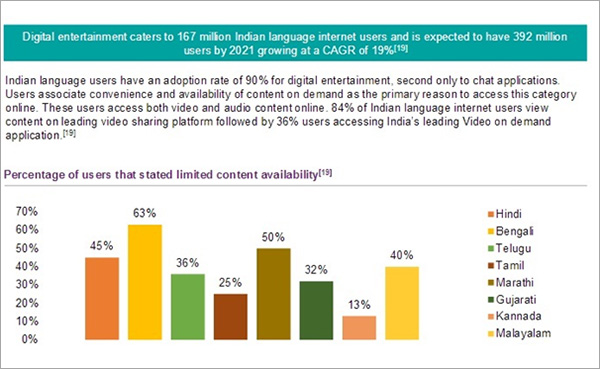 Digital entertainment caters to 167 million Indian language internet users and is expected to have 392 million
users by 2021 growing at a CAGR of 19%[19]
Indian language users have an adoption rate of 90% for digital entertainment, second only to chat applications.
Users associate convenience and availability of content on demand as the primary reason to access this category
online. These users access both video and audio content online. 84% of Indian language internet users view
content on leading video sharing platform followed by 36% users accessing India's leading Video on demand
application.[19]
Percentage of users that stated limited content availability[19]
70%
60%
50%
40%
30%
20%
10%
0%
45%
63%
36%
25%
50%
32%
13%
40%
Hindi
Bengali
Telugu
Tamil
Marathi
Gujarati
Kannada
Malayalam